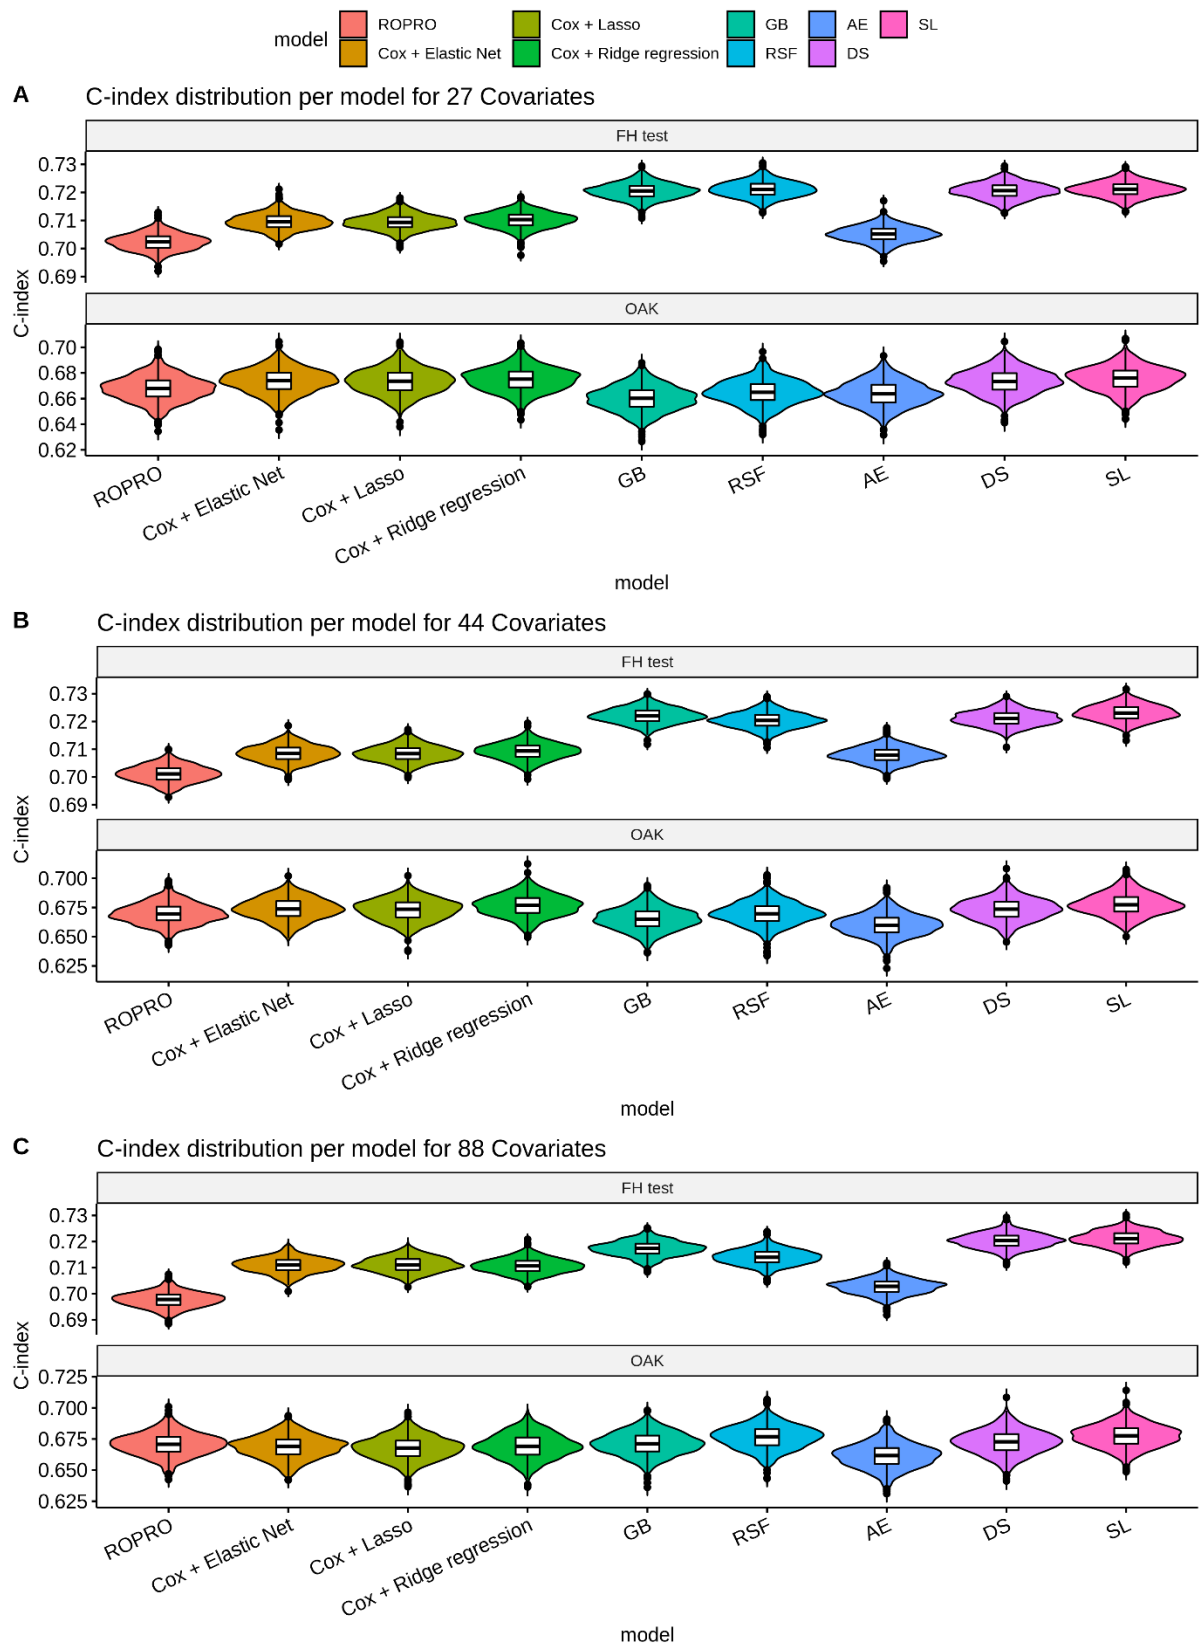 model
ROPRO
Cox + Elastic Net
Cox + Lasso
Cox + Ridge regression
GB
RSF
AE
DS
SL
A
C-index distribution per model for 27 Covariates
FH test
0.73
0.72
0.71
0.70
0.69
C-index
OAK
0.70
0.68
0.66
0.64
0.62
ROPRO
Cox + Elastic Net
Cox + Lasso
Cox + Ridge regression
GB
RSF
AE
DS
SL
model
B
C-index distribution per model for 44 Covariates
FH test
0.73
0.72
0.71
0.70
0.69
C-index
OAK
0.700
0.675
0.650
0.625
ROPRO
Cox + Elastic Net
Cox + Lasso
Cox + Ridge regression
GB
RSF
AE
DS
SL
model
C
C-index distribution per model for 88 Covariates
FH test
0.73
0.72
0.71
0.70
0.69
C-index
OAK
0.725
0.700
0.675
0.650
0.625
ROPRO
Cox + Elastic Net
Cox + Lasso
Cox + Ridge regression
GB
RSF
AE
DS
SL
model